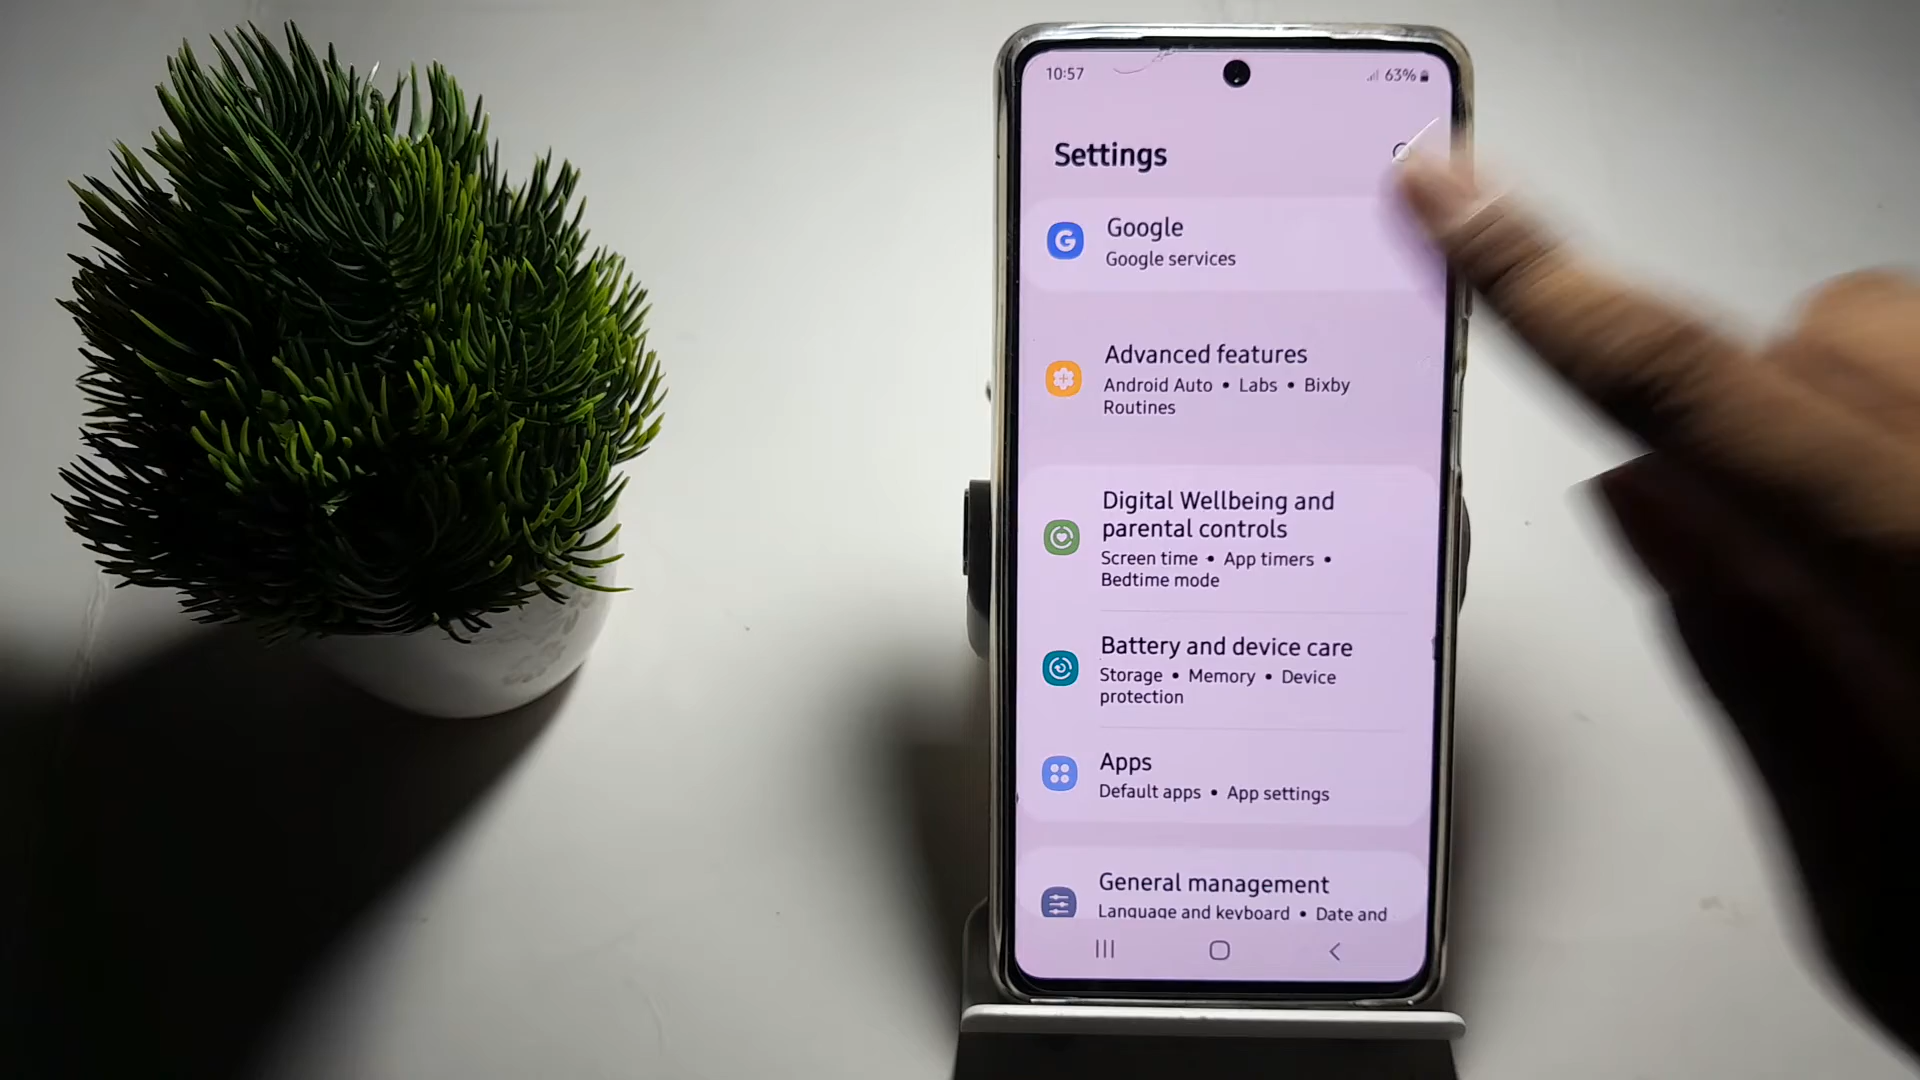 10:57 63%
Settings
Google
Google services
Advanced features
Android Auto • Labs • Bixby
Routines
Digital Wellbeing and
parental controls
Screen time • App timers •
Bedtime mode
Battery and device care
Storage • Memory • Device
protection
Apps
Default apps • App settings
General management
Language and keyboard • Date and